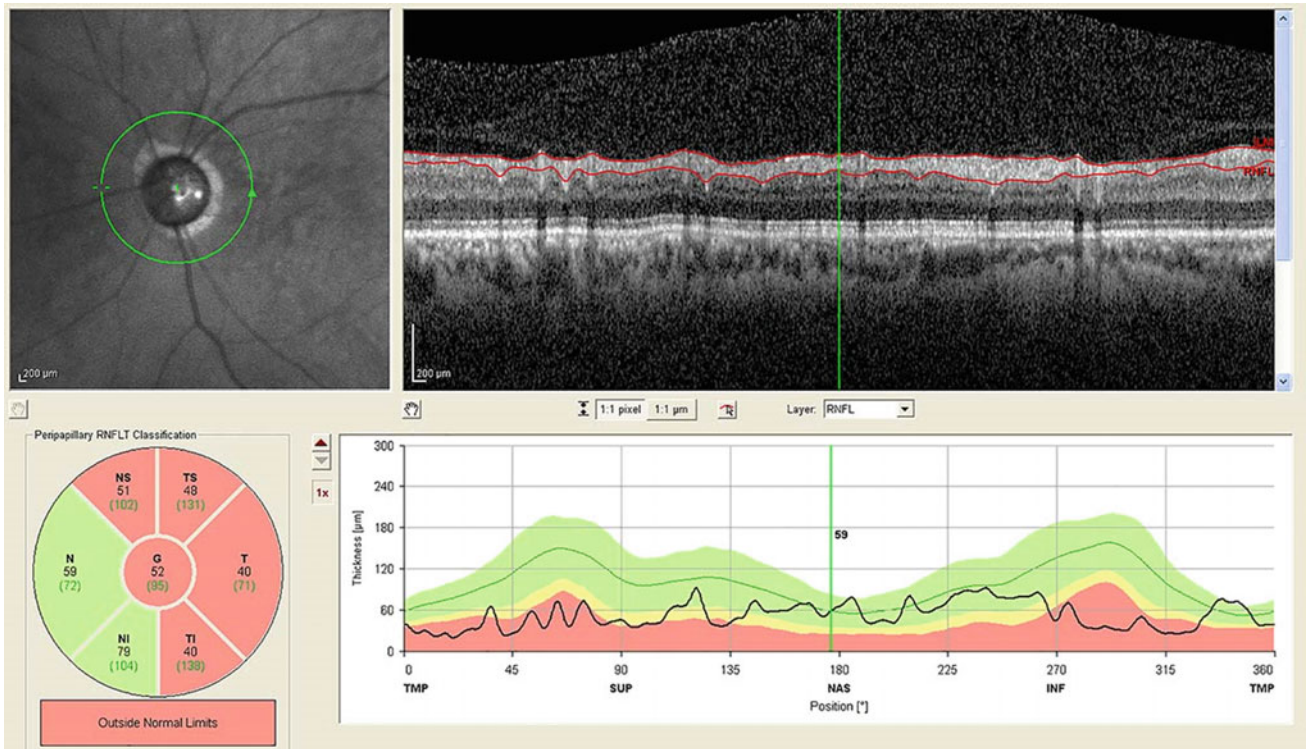 ILM
RNFL
200 µm
200 µm
1:1 pixel
1:1 µm
Layer:
RNFL
Peripapillary RNFLT Classification
NS
51
(102)
TS
48
(131)
N
59
(72)
G
52
(95)
T
40
(71)
NI
79
(104)
TI
40
(138)
Outside Normal Limits
1x
Thickness [µm]
300
240
180
120
60
0
59
0 45 90 135 180 225 270 315 360
TMP SUP NAS INF TMP
Position [°]